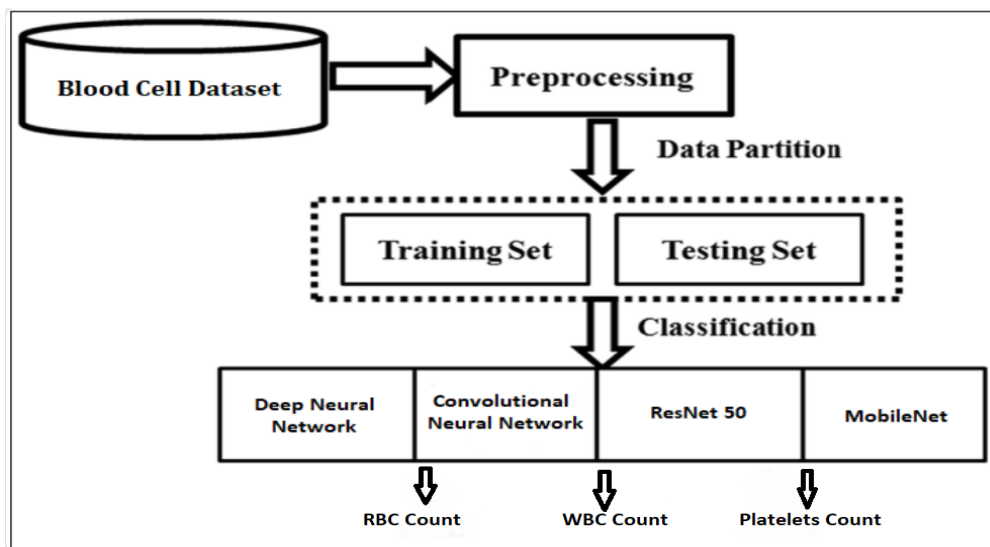 Blood Cell Dataset
Preprocessing
Data Partition
Training Set
Testing Set
Classification
Deep Neural
Network
Convolutional
Neural Network
ResNet 50
MobileNet
RBC Count
WBC Count
Platelets Count